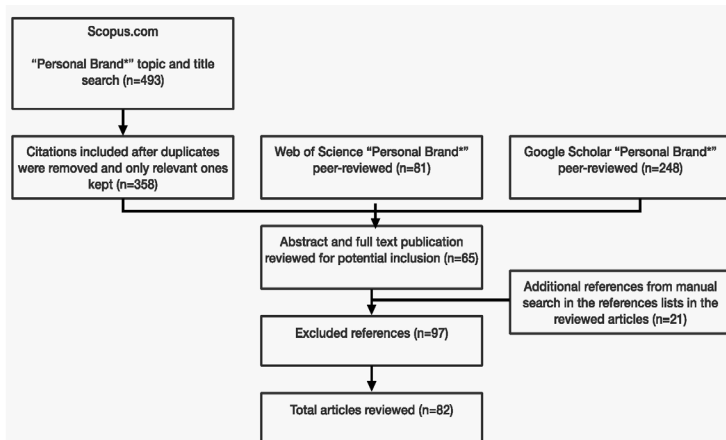 Scopus.com
“Personal Brand*” topic and title
search (n=493)
Citations included after duplicates
were removed and only relevant ones
kept (n=358)
Web of Science “Personal Brand*”
peer-reviewed (n=81)
Google Scholar “Personal Brand*”
peer-reviewed (n=248)
Abstract and full text publication
reviewed for potential inclusion (n=65)
Additional references from manual
search in the references lists in the
reviewed articles (n=21)
Excluded references (n=97)
Total articles reviewed (n=82)